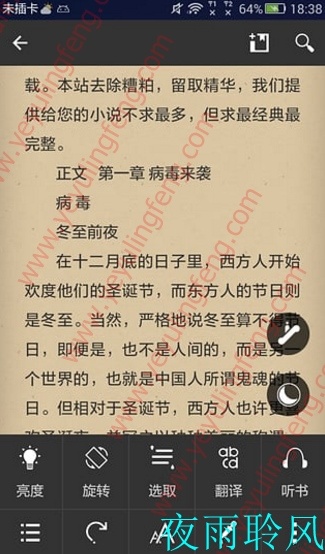 未插卡 64% 18:38
载。本站去除糟粕，留取精华，我们提
供给您的小说不求最多，但求最经典最
完整。
正文 第一章 病毒来袭
病 毒
冬至前夜
在十二月底的日子里，西方人开始
欢度他们的圣诞节，而东方人的节日则
是冬至。当然，严格地说冬至算不得节
日，即便是，也不是人间的，而是另一
个世界的，也就是中国人所谓鬼魂的节
日。但相对于圣诞节，西方人也许更喜
亮度 旋转 选取 翻译 听书
夜雨聆风
www.yeyulingfeng.com